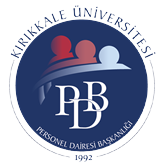 KIRIKKALE ÜNİVERSİTESİ
PDB
PERSONEL DAİRESİ BAŞKANLIĞI
1992